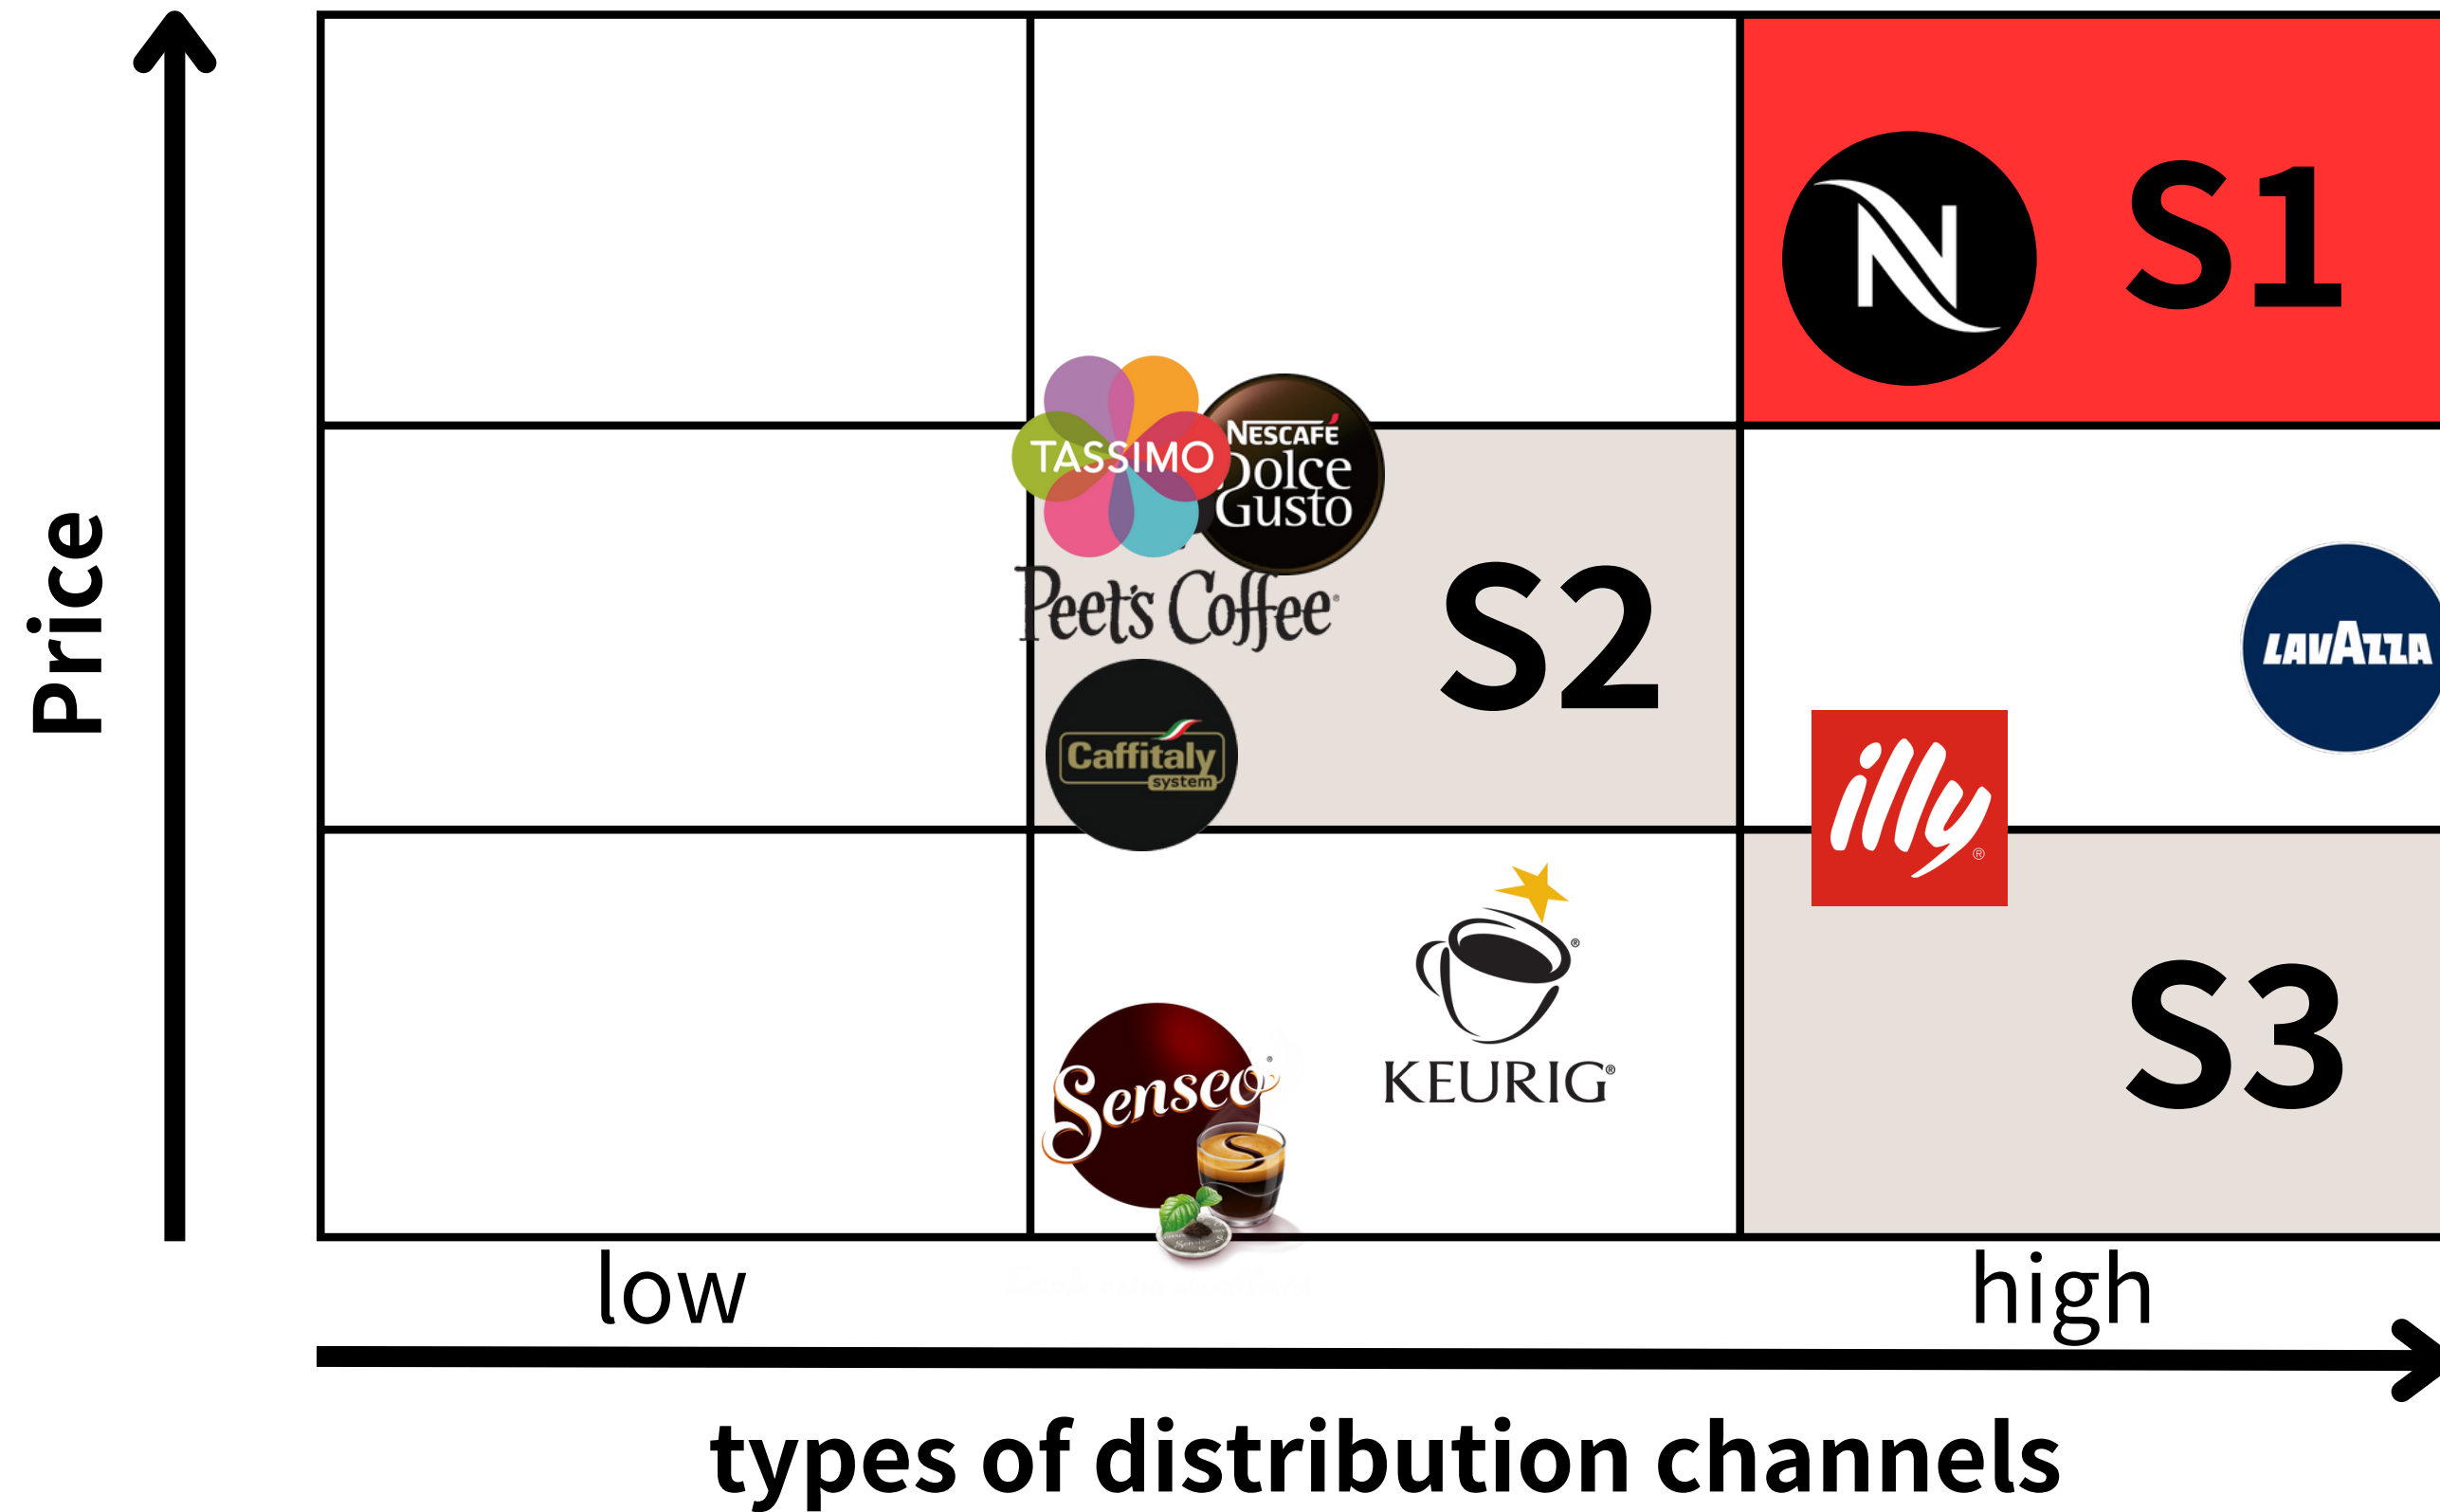 Price
N
S1
TASSIMO
NESCAFÉ
Dolce
Gusto
Peet's Coffee®
S2
LAVAZZA
Caffitaly
system
illy®
KEURIG®
S3
Senseo®
low
high
types of distribution channels